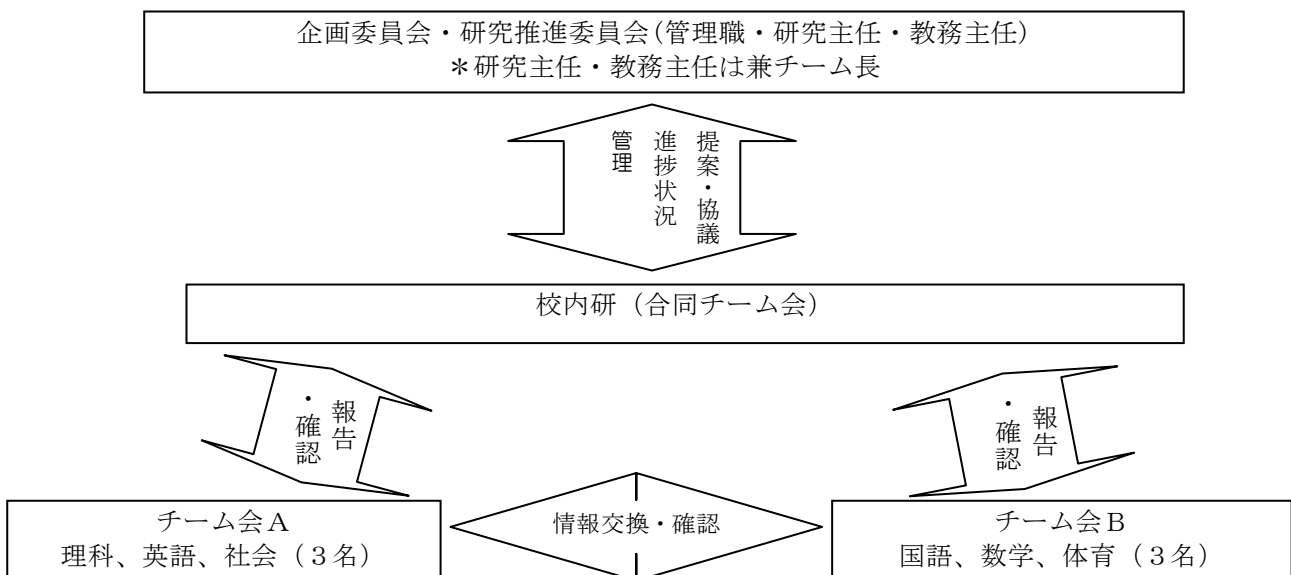 企画委員会・研究推進委員会(管理職・研究主任・教務主任)
＊研究主任・教務主任は兼チーム長
提案・協議
進捗状況
管理
校内研（合同チーム会）
報告
・確認
報告
・確認
チーム会Ａ
理科、英語、社会（３名）
情報交換・確認
チーム会Ｂ
国語、数学、体育（３名）